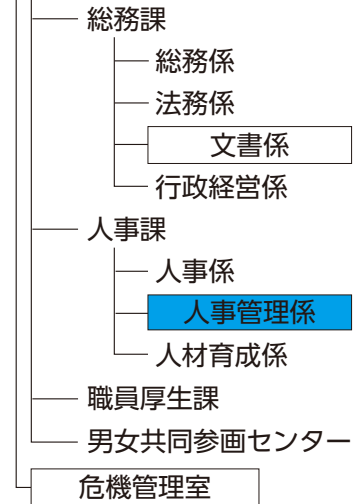 総務課
総務係
法務係
文書係
行政経営係
人事課
人事係
人事管理係
人材育成係
職員厚生課
男女共同参画センター
危機管理室